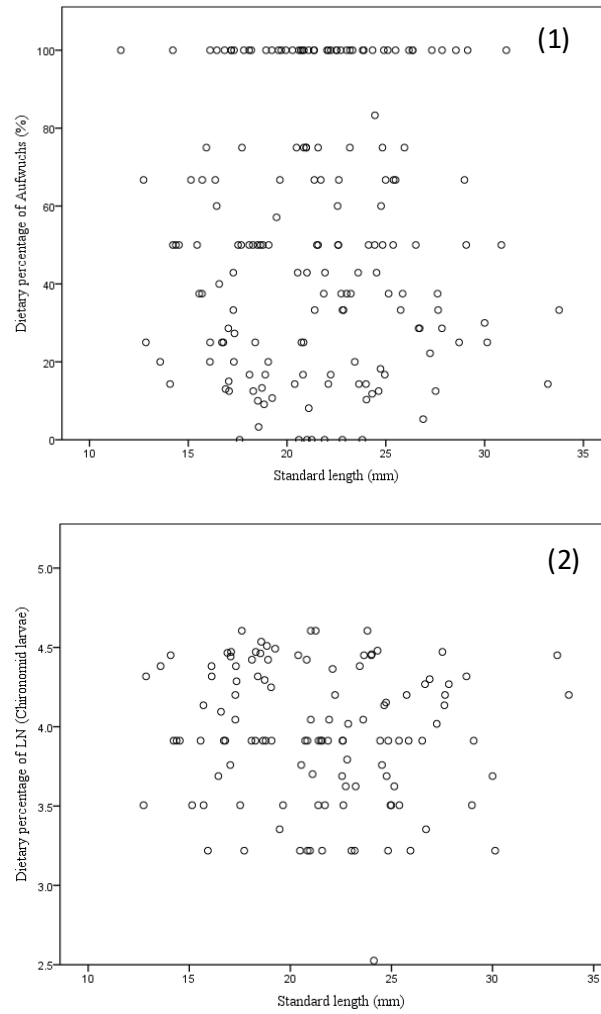 (1)
Dietary percentage of Aufwuchs (%)
100
80
60
40
20
0
10 15 20 25 30 35
Standard length (mm)
(2)
Dietary percentage of LN (Chironomid larvae)
5.0
4.5
4.0
3.5
3.0
2.5
10 15 20 25 30 35
Standard length (mm)